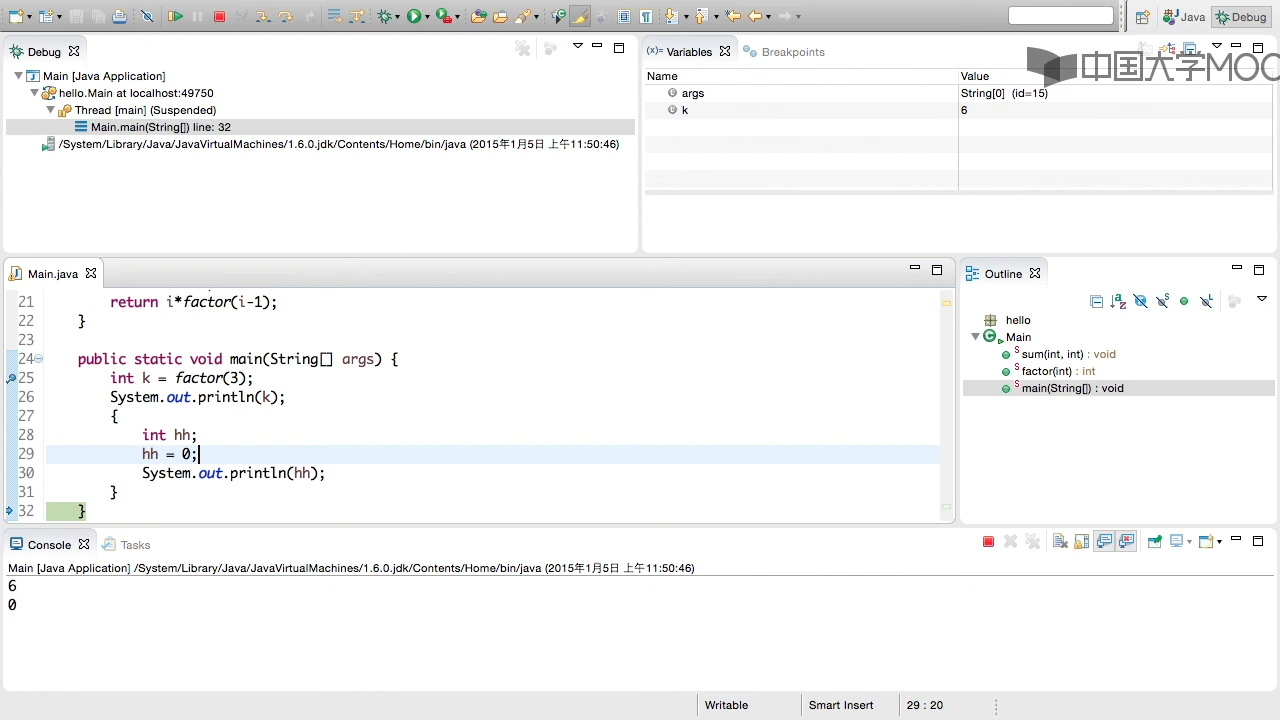 Java
Debug
中国大学MOOC
Debug
Main [Java Application]
hello.Main at localhost:49750
Thread [main] (Suspended)
Main.main(String[]) line: 32
/System/Library/Java/JavaVirtualMachines/1.6.0.jdk/Contents/Home/bin/java (2015年1月5日 上午11:50:46)
Variables
Breakpoints
Name
Value
args
String[0] (id=15)
k
6
Main.java
21 return i*factor(i-1);
22 }
23
24 public static void main(String[] args) {
25 int k = factor(3);
26 System.out.println(k);
27 {
28 int hh;
29 hh = 0;
30 System.out.println(hh);
31 }
32 }
Outline
hello
Main
sum(int, int) : void
factor(int) : int
main(String[]) : void
Console
Tasks
Main [Java Application] /System/Library/Java/JavaVirtualMachines/1.6.0.jdk/Contents/Home/bin/java (2015年1月5日 上午11:50:46)
6
0
Writable
Smart Insert
29 : 20